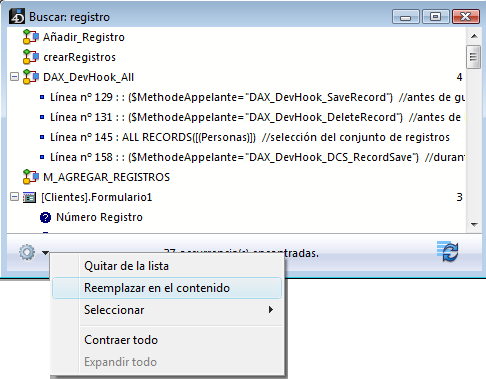 Buscar: registro
Añadir_Registro
crearRegistros
DAX_DevHook_All 4
Línea nº 129 : : ($MethodeAppelante="DAX_DevHook_SaveRecord") //antes de gu
Línea nº 131 : : ($MethodeAppelante="DAX_DevHook_DeleteRecord") //antes de
Línea nº 145 : ALL RECORDS([{Personas}]) //selección del conjunto de registros
Línea nº 158 : : ($MethodeAppelante="DAX_DevHook_DCS_RecordSave") //duran
M_AGREGAR_REGISTROS
[Clientes].Formulario1 3
Número Registro
encontradas.
Quitar de la lista
Reemplazar en el contenido
Seleccionar
Contraer todo
Expandir todo